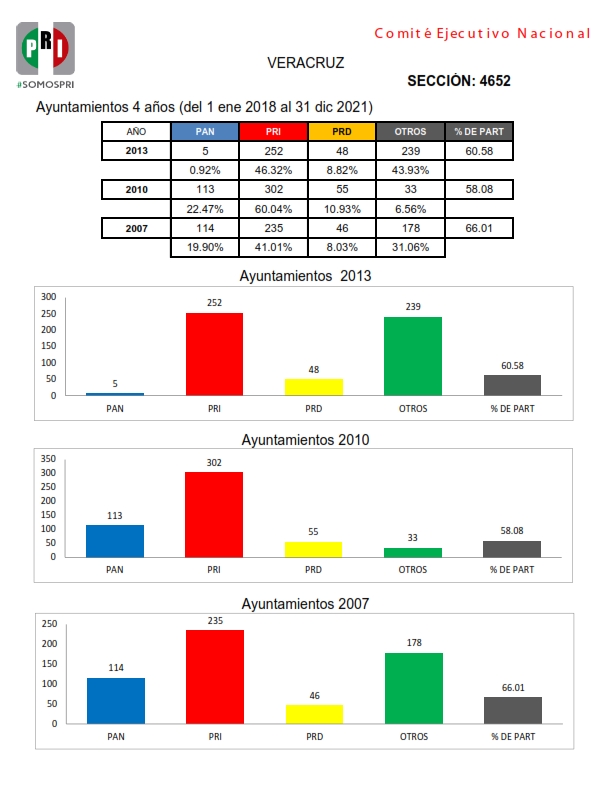 Comité Ejecutivo Nacional
PRI
#SOMOSPRI
VERACRUZ
SECCIÓN: 4652
Ayuntamientos 4 años (del 1 ene 2018 al 31 dic 2021)
AÑO PAN PRI PRD OTROS % DE PART
2013 5 252 48 239 60.58
0.92% 46.32% 8.82% 43.93%
2010 113 302 55 33 58.08
22.47% 60.04% 10.93% 6.56%
2007 114 235 46 178 66.01
19.90% 41.01% 8.03% 31.06%
Ayuntamientos 2013
300
250
200
150
100
50
0
5 252 48 239 60.58
PAN PRI PRD OTROS % DE PART
Ayuntamientos 2010
350
300
250
200
150
100
50
0
113 302 55 33 58.08
PAN PRI PRD OTROS % DE PART
Ayuntamientos 2007
250
200
150
100
50
0
114 235 46 178 66.01
PAN PRI PRD OTROS % DE PART